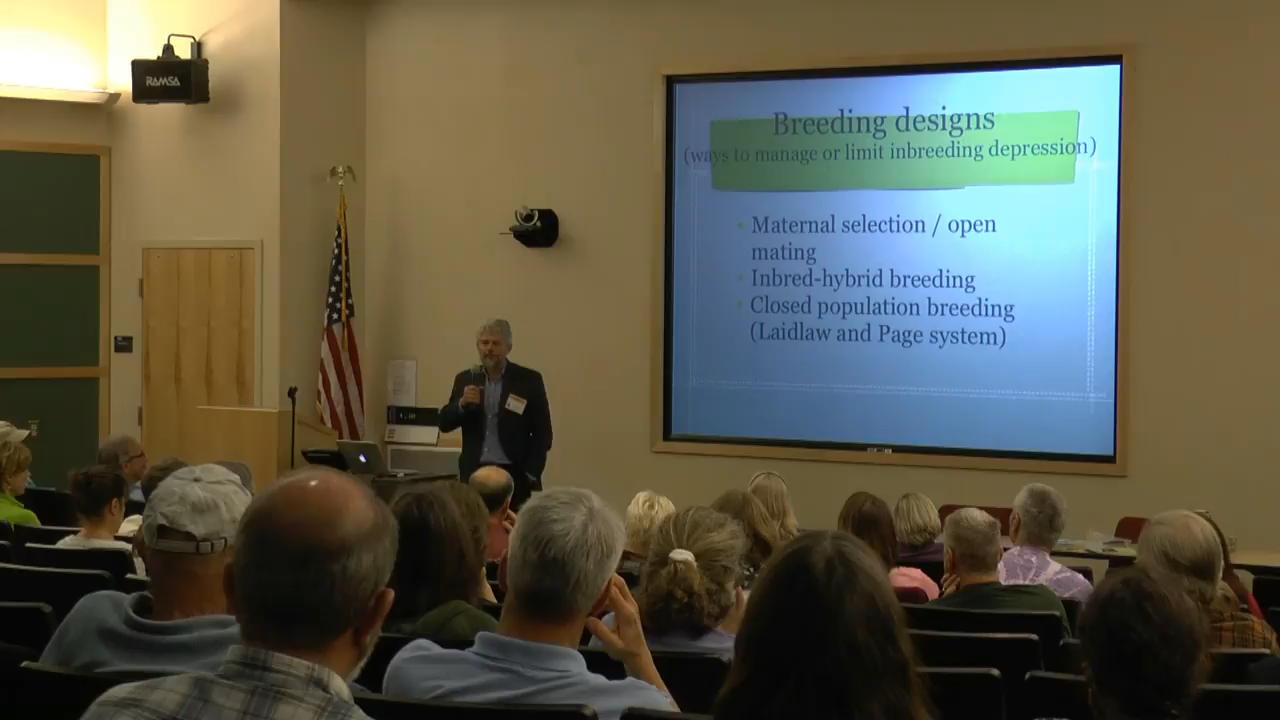 RAMSA
Breeding designs
(ways to manage or limit inbreeding depression)
• Maternal selection / open
mating
• Inbred-hybrid breeding
• Closed population breeding
(Laidlaw and Page system)